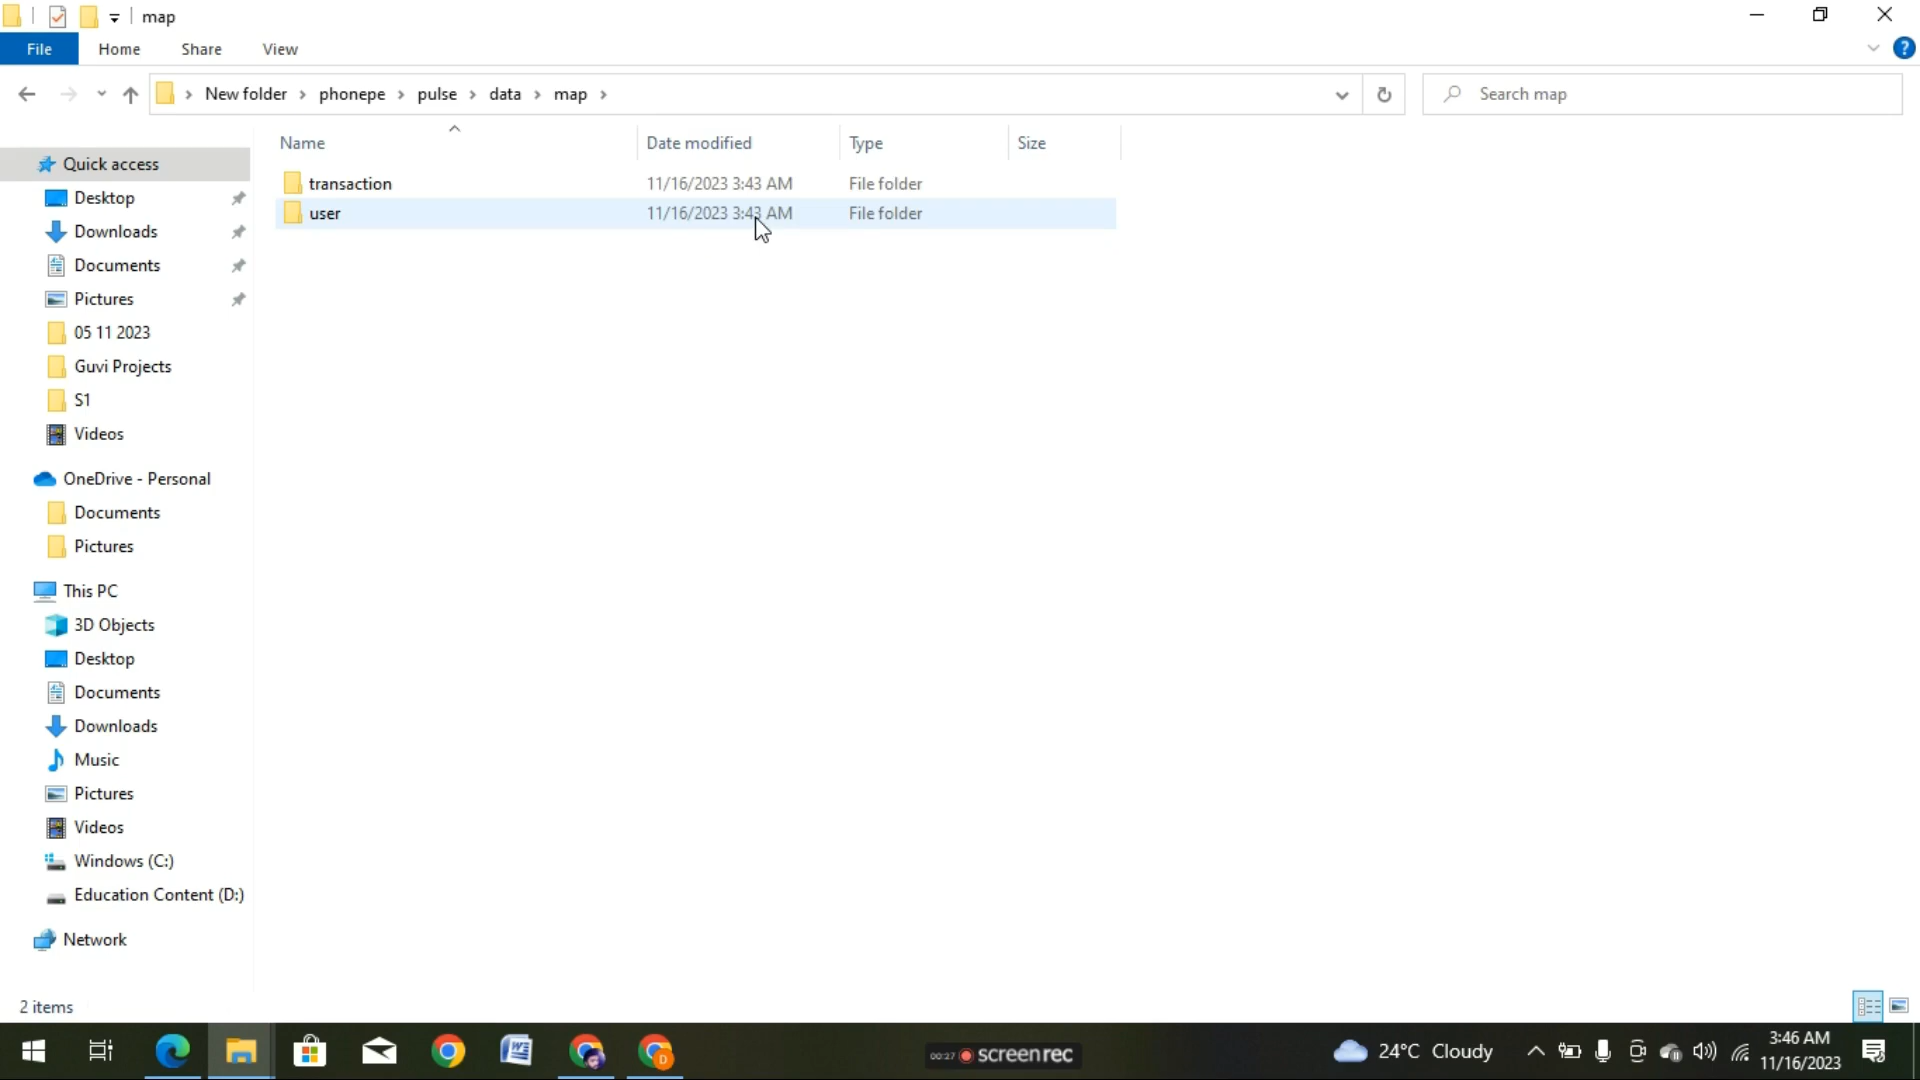 map
File Home Share View
New folder phonepe pulse data map
Search map
Name Date modified Type Size
transaction 11/16/2023 3:43 AM File folder
user 11/16/2023 3:43 AM File folder
Quick access
Desktop
Downloads
Documents
Pictures
05 11 2023
Guvi Projects
S1
Videos
OneDrive - Personal
Documents
Pictures
This PC
3D Objects
Desktop
Documents
Downloads
Music
Pictures
Videos
Windows (C:)
Education Content (D:)
Network
2 items
00:27 screenrec
24°C Cloudy
3:46 AM
11/16/2023